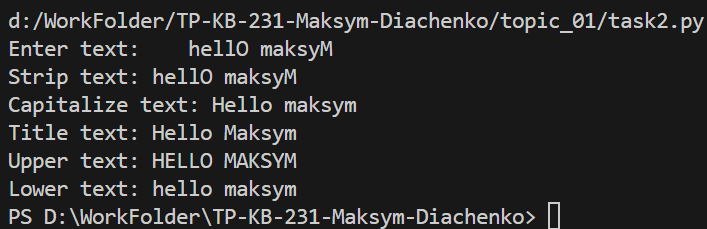 d:/WorkFolder/TP-KB-231-Maksym-Diachenko/topic_01/task2.py
Enter text:    hellO maksyM
Strip text: hellO maksyM
Capitalize text: Hello maksym
Title text: Hello Maksym
Upper text: HELLO MAKSYM
Lower text: hello maksym
PS D:\WorkFolder\TP-KB-231-Maksym-Diachenko>